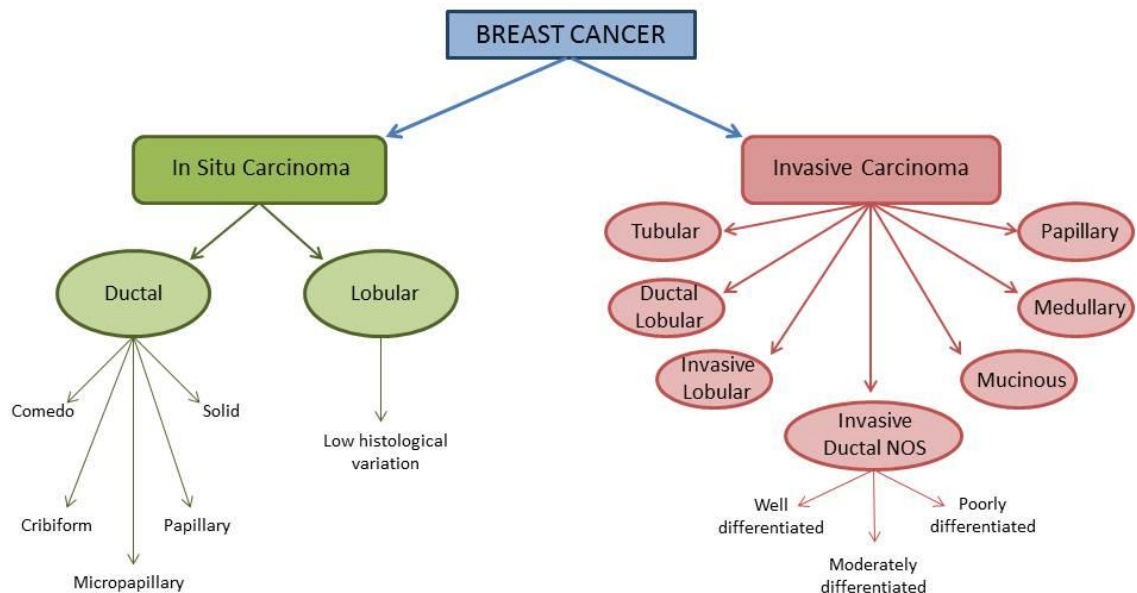 BREAST CANCER
In Situ Carcinoma
Invasive Carcinoma
Ductal
Lobular
Comedo
Solid
Cribiform
Papillary
Micropapillary
Low histological
variation
Tubular
Ductal
Lobular
Invasive
Lobular
Invasive
Ductal NOS
Mucinous
Medullary
Papillary
Well
differentiated
Moderately
differentiated
Poorly
differentiated